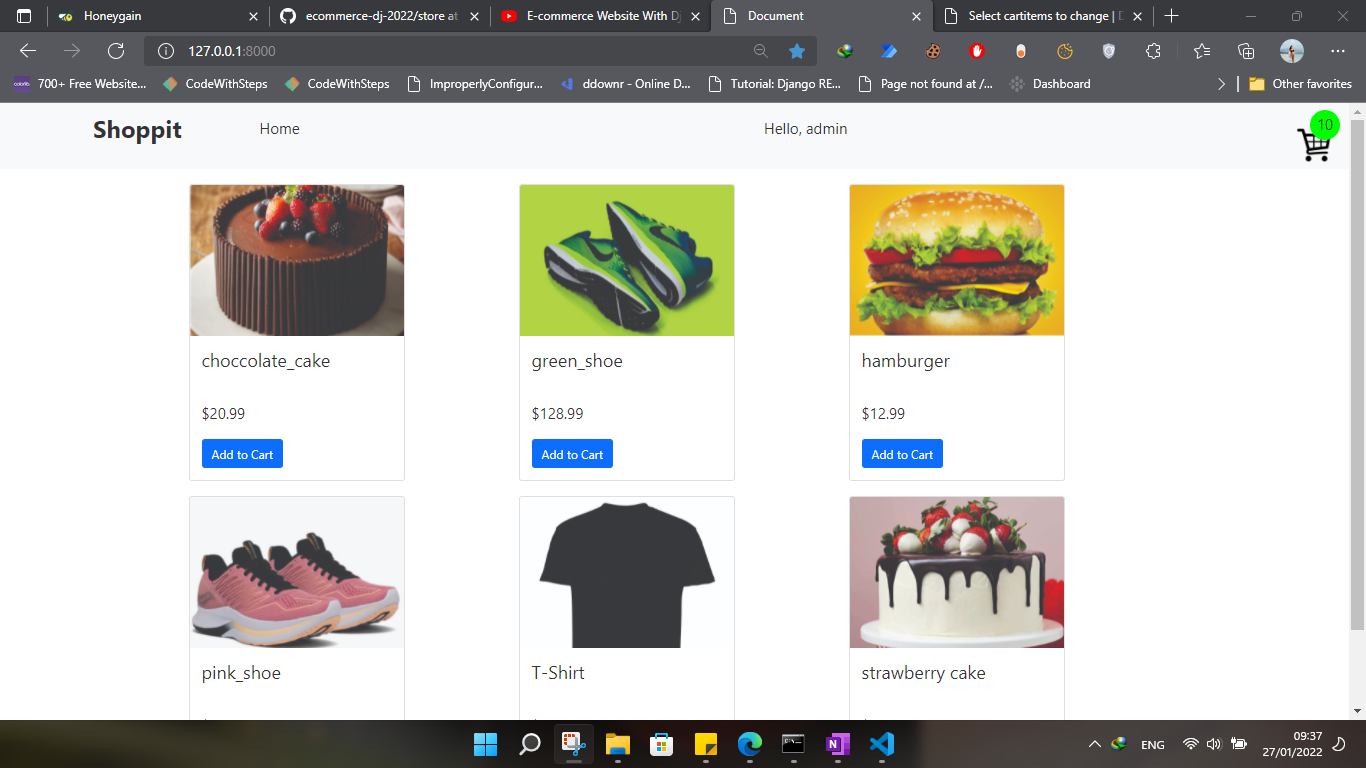 Honeygain
ecommerce-dj-2022/store at
E-commerce Website With Dj
Document
Select cartitems to change | D
127.0.0.1:8000
700+ Free Website...
CodeWithSteps
CodeWithSteps
ImproperlyConfigur...
ddownr - Online D...
Tutorial: Django RE...
Page not found at /...
Dashboard
Other favorites
Shoppit
Home
Hello, admin
10
choccolate_cake
green_shoe
hamburger
$20.99
$128.99
$12.99
Add to Cart
Add to Cart
Add to Cart
pink_shoe
T-Shirt
strawberry cake
ENG
09:37
27/01/2022